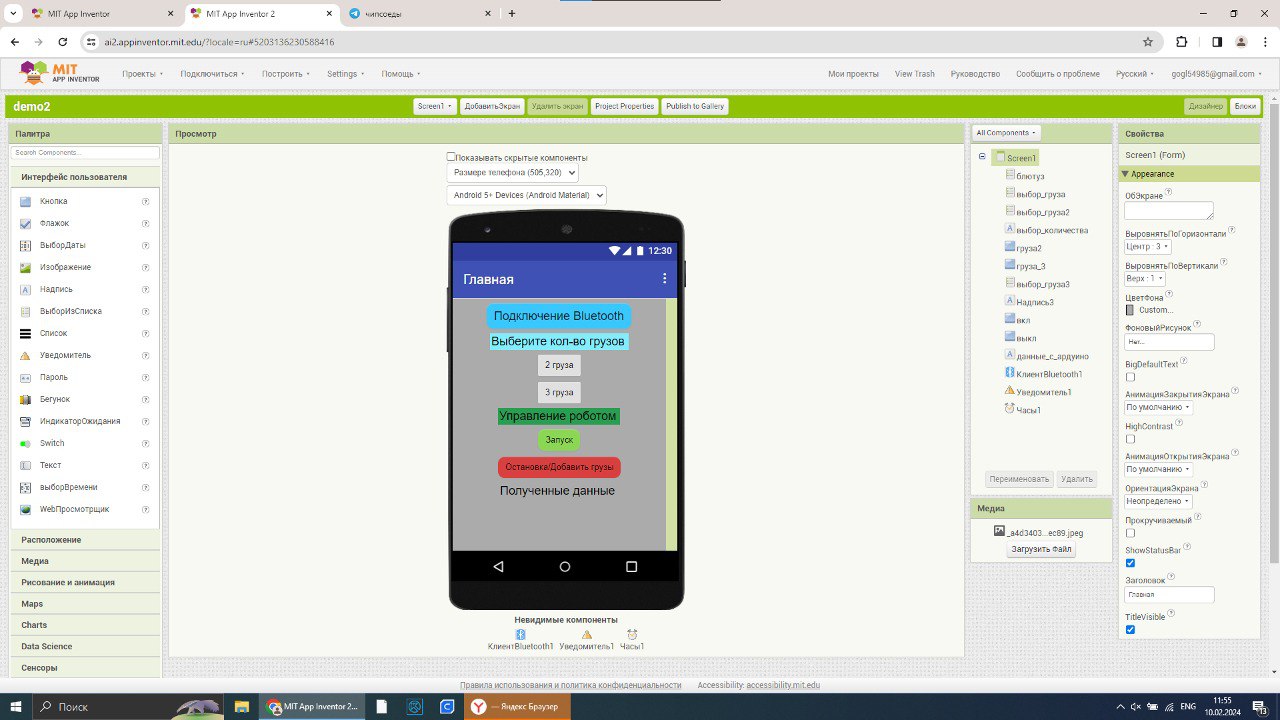 MIT App Inventor
MIT App Inventor 2
чипседы
ai2.appinventor.mit.edu/?locale=ru#5203136230588416
MIT
APP INVENTOR
Проекты
Подключиться
Построить
Settings
Помощь
Мои проекты
View Trash
Руководство
Сообщить о проблеме
Русский
demo2
Screen1
ДобавитьЭкран
Удалить экран
Project Properties
Publish to Gallery
Дизайнер
Блоки
Палитра
Search Components...
Интерфейс пользователя
Кнопка
Флажок
ВыборДаты
Изображение
Надпись
ВыборИзСписка
Список
Уведомитель
Пароль
Бегунок
ИндикаторОжидания
Switch
Текст
выборВремени
WebПросмотрщик
Расположение
Медиа
Рисование и анимация
Maps
Charts
Data Science
Сенсоры
Просмотр
Показывать скрытые компоненты
Размере телефона (505,320)
Android 5+ Devices (Android Material)
12:30
Главная
Подключение Bluetooth
Выберите кол-во грузов
2 груза
3 груза
Управление роботом
Запуск
Остановка/Добавить грузы
Полученные данные
Невидимые компоненты
КлиентBluetooth1
Уведомитель1
Часы1
All Components
Screen1
блютуз
выбор_груза
выбор_груза2
выбор_количества
груза2
груза_3
выбор_груза3
Надпись3
вкл
выкл
данные_с_ардуино
КлиентBluetooth1
Уведомитель1
Часы1
Переименовать
Удалить
Медиа
_a4d3403...ec89.jpeg
Загрузить Файл
Свойства
Screen1 (Form)
Appearance
ОбЭкране
ВыровнятьПоГоризонтали
Центр : 3
ВыровнятьПоВертикали
Верх : 1
ЦветФона
Custom...
ФоновыйРисунок
Нет...
BigDefaultText
АнимацияЗакрытияЭкрана
По умолчанию
HighContrast
АнимацияОткрытияЭкрана
По умолчанию
ОриентацияЭкрана
Неопределено
Прокручиваемый
ShowStatusBar
Заголовок
Главная
TitleVisible
Правила использования и политика конфиденциальности
Accessibility: accessibility.mit.edu
Поиск
MIT App Inventor 2...
— Яндекс Браузер
ENG
11:55
10.02.2024